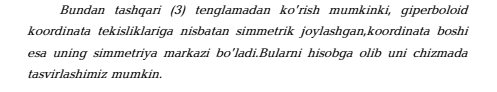 Bundan tashqari (3) tenglamadan ko'rish mumkinki, giperboloid
koordinata tekisliklariga nisbatan simmetrik joylashgan,koordinata boshi
esa uning simmetriya markazi bo'ladi.Bularni hisobga olib uni chizmada
tasvirlashimiz mumkin.